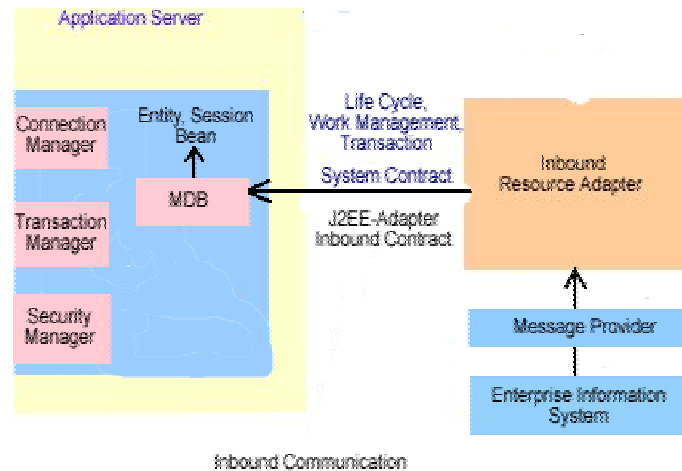 Application Server
Connection
Manager
Entity, Session
Bean
MDB
Transaction
Manager
Security
Manager
Life Cycle,
Work Management,
Transaction
System Contract
J2EE-Adapter
Inbound Contract
Inbound
Resource Adapter
Message Provider
Enterprise Information
System
Inbound Communication